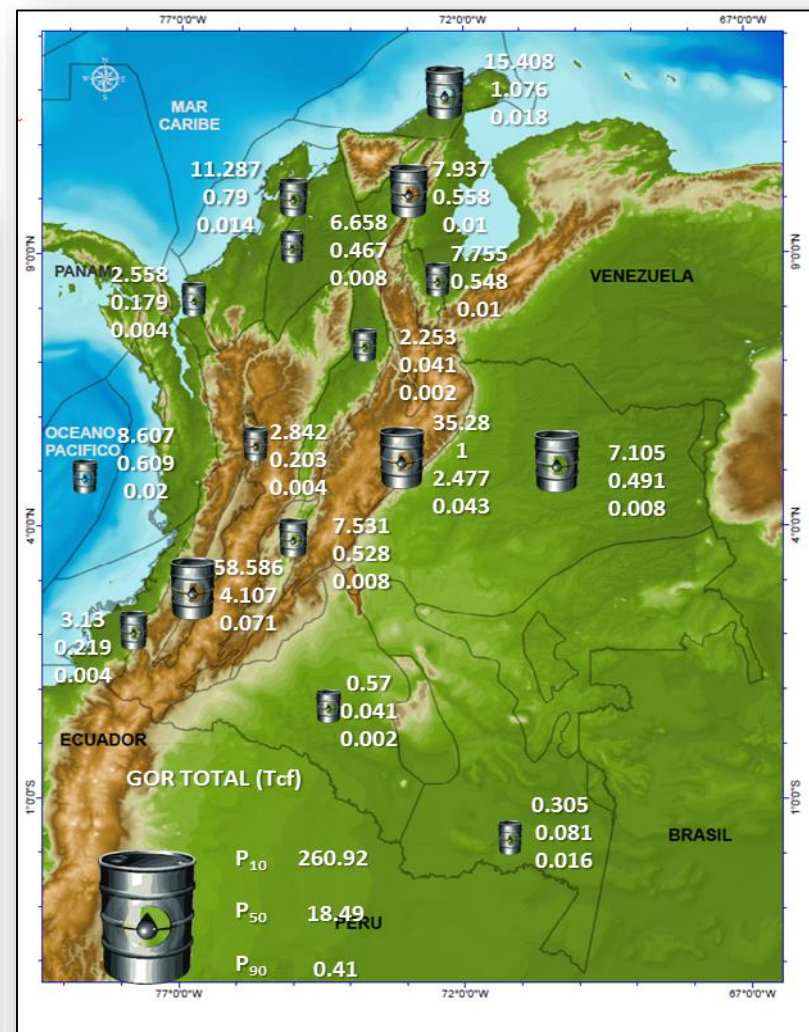 77°0'0"W
72°0'0"W
67°0'0"W
N
W
E
S
MAR
CARIBE
15.408
1.076
0.018
11.287
0.79
0.014
7.937
0.558
0.01
6.658
0.467
0.008
7.755
0.548
0.01
9°0'0"N
9°0'0"N
PANAM
2.558
0.179
0.004
VENEZUELA
2.253
0.041
0.002
OCEANO
PACIFICO
8.607
0.609
0.02
2.842
0.203
0.004
35.28
1
2.477
0.043
7.105
0.491
0.008
4°0'0"N
4°0'0"N
7.531
0.528
0.008
58.586
4.107
0.071
3.13
0.219
0.004
0.57
0.041
0.002
ECUADOR
GOR TOTAL (Tcf)
1°0'0"S
1°0'0"S
0.305
0.081
0.016
BRASIL
P10 260.92
P50 18.49
PERU
P90 0.41
77°0'0"W
72°0'0"W
67°0'0"W